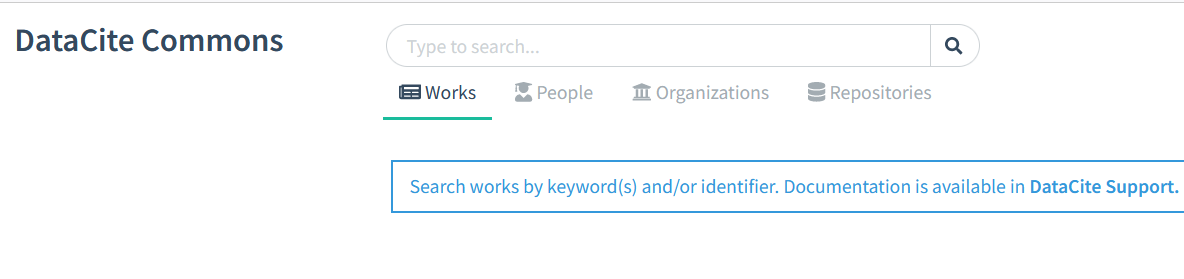 DataCite Commons
Type to search...
Works People Organizations Repositories
Search works by keyword(s) and/or identifier. Documentation is available in DataCite Support.